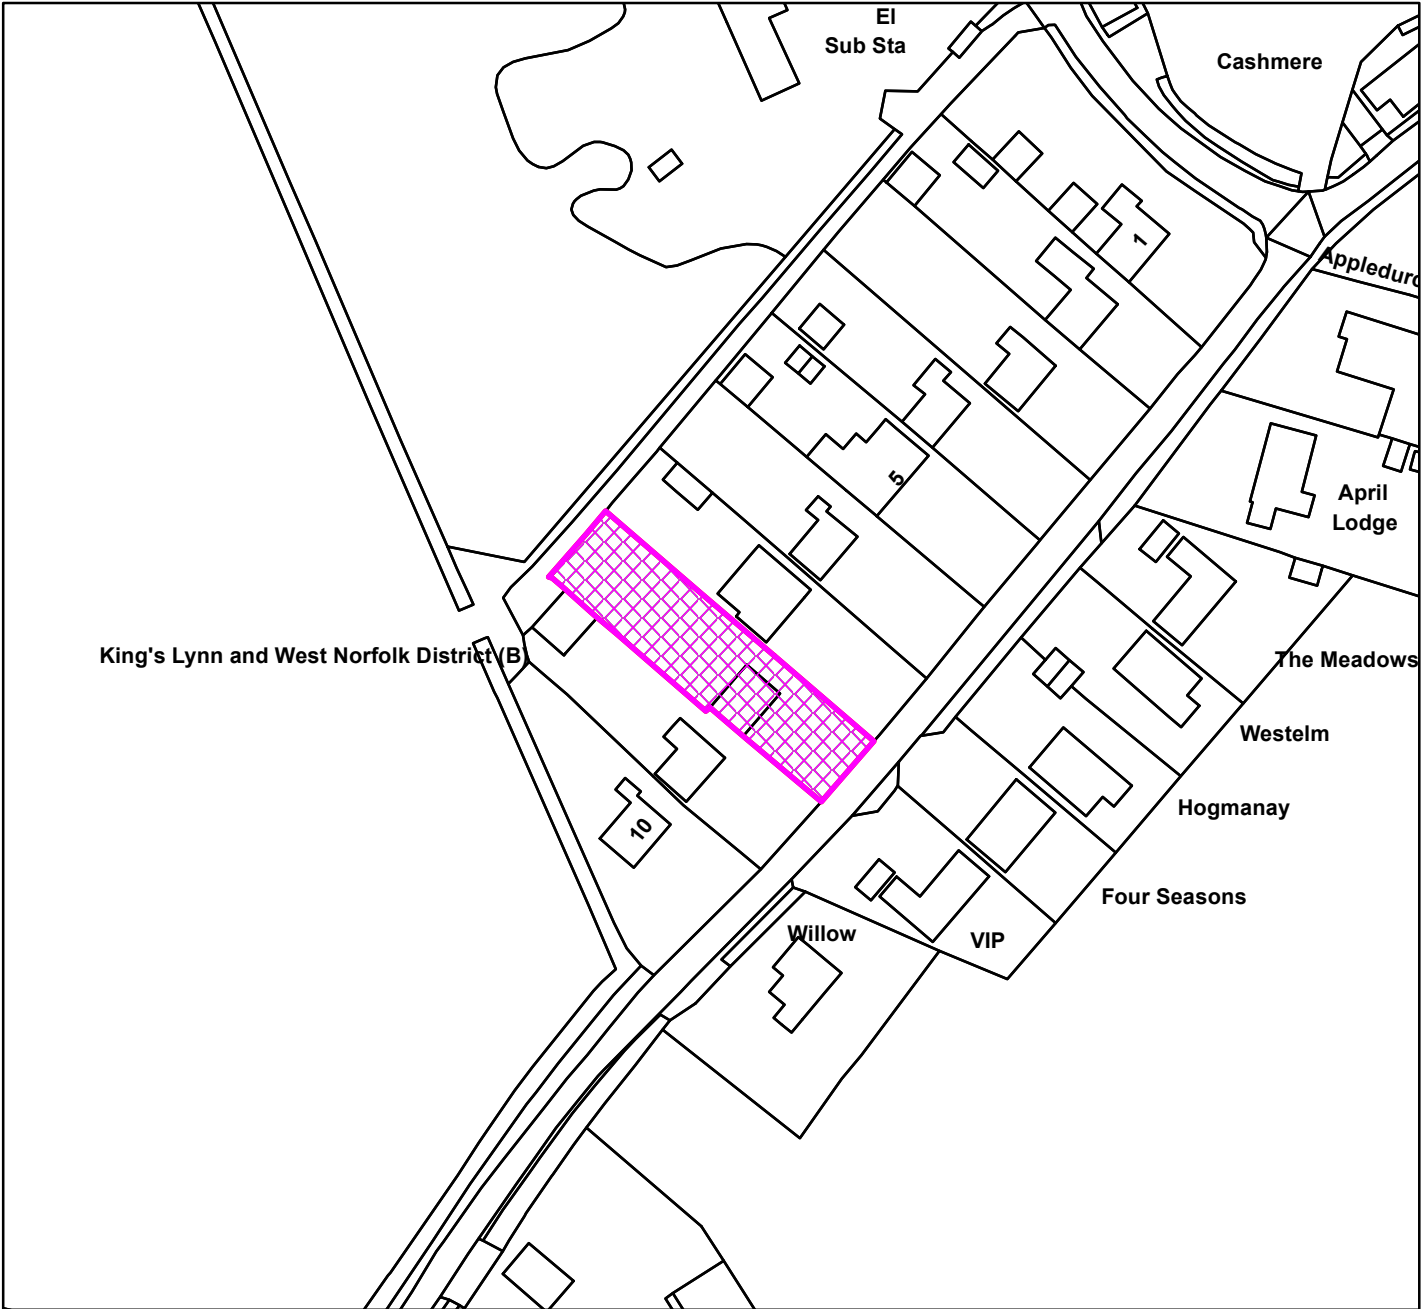 El
Sub Sta
Cashmere
1
5
April
Lodge
King's Lynn and West Norfolk District (B)
The Meadows
Westelm
Hogmanay
10
Four Seasons
Willow
VIP